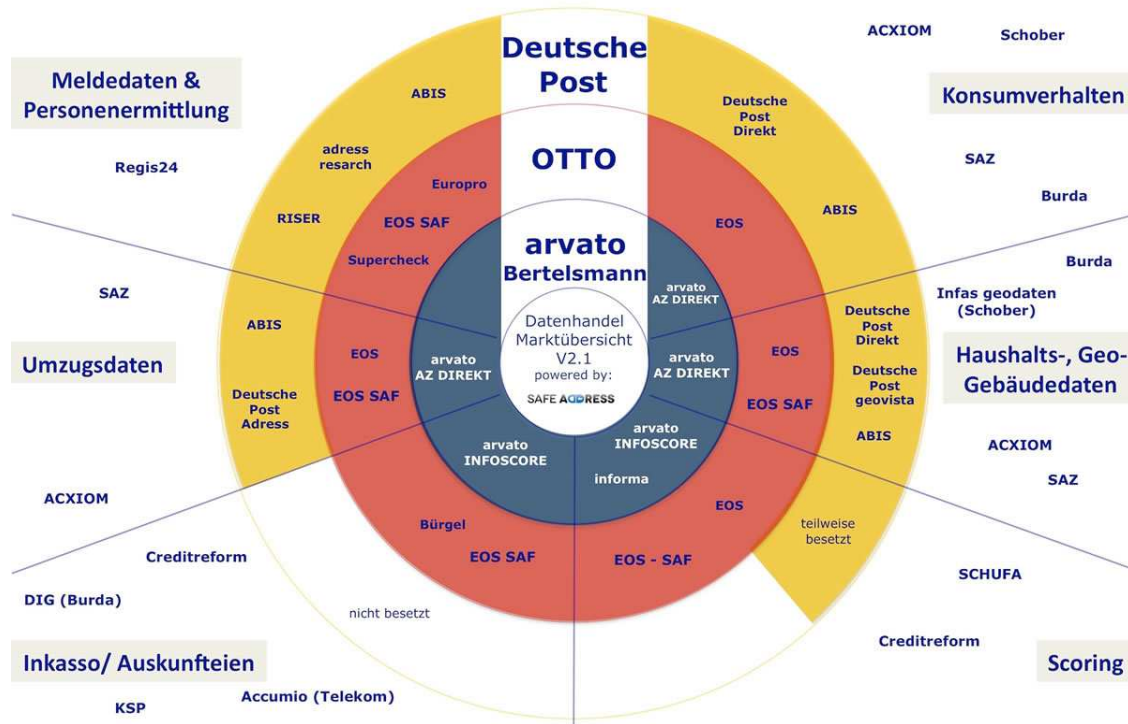 Deutsche
Post
OTTO
arvato
Bertelsmann
Datenhandel
Marktübersicht
V2.1
powered by:
SAFE ADDRESS
Meldedaten &
Personenermittlung
Regis24
ABIS
adress
resarch
RISER
Europro
EOS SAF
Supercheck
Konsumverhalten
ACXIOM
Schober
SAZ
Burda
Deutsche
Post
Direkt
ABIS
EOS
arvato
AZ DIREKT
Haushalts-, Geo-
Gebäudedaten
Burda
Infas geodaten
(Schober)
ACXIOM
SAZ
Deutsche
Post
Direkt
Deutsche
Post
geovista
ABIS
EOS
EOS SAF
arvato
AZ DIREKT
Scoring
SCHUFA
Creditreform
teilweise
besetzt
EOS
EOS - SAF
arvato
INFOSCORE
informa
Inkasso/ Auskunfteien
Creditreform
DIG (Burda)
KSP
Accumio (Telekom)
nicht besetzt
Bürgel
EOS SAF
arvato
INFOSCORE
Umzugsdaten
SAZ
ACXIOM
ABIS
Deutsche
Post
Adress
EOS
EOS SAF
arvato
AZ DIREKT